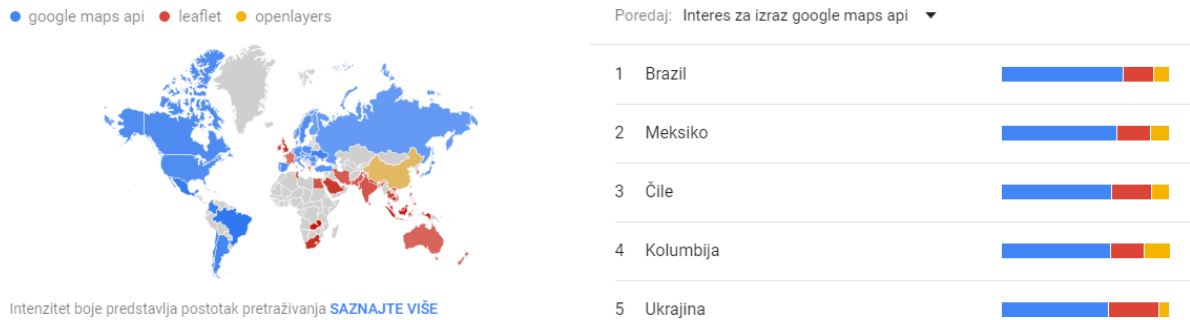 google maps api leaflet openlayers
Intenzitet boje predstavlja postotak pretraživanja SAZNAJTE VIŠE
Poredaj: Interes za izraz google maps api
1 Brazil
2 Meksiko
3 Čile
4 Kolumbija
5 Ukrajina